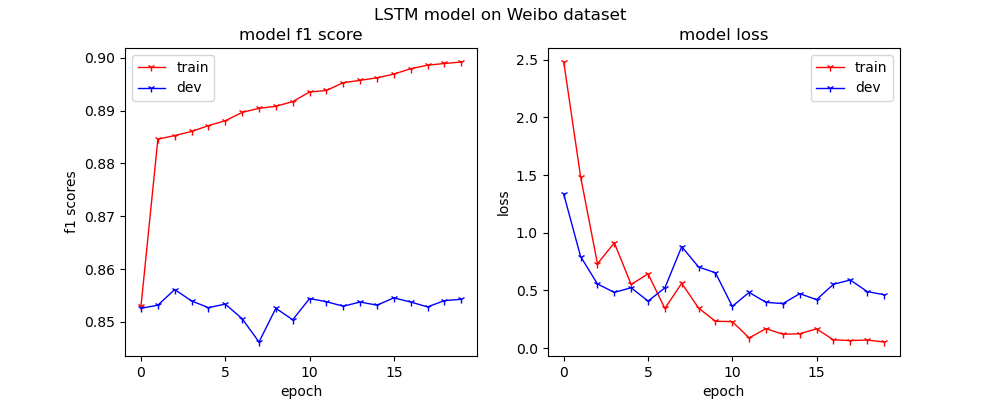 LSTM model on Weibo dataset
model f1 score
train
dev
0.90
0.89
0.88
0.87
0.86
0.85
f1 scores
0
5
10
15
epoch
model loss
train
dev
2.5
2.0
1.5
1.0
0.5
0.0
loss
0
5
10
15
epoch